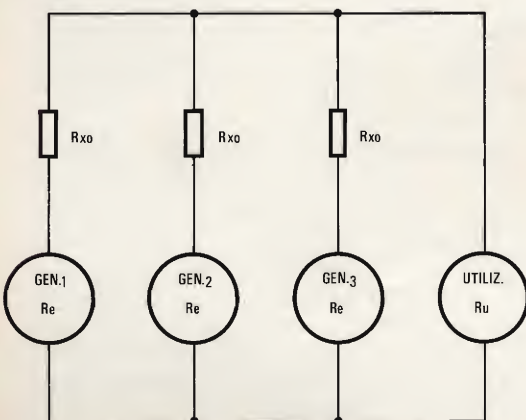 Rxo
Rxo
Rxo
GEN.1
Re
GEN.2
Re
GEN.3
Re
UTILIZ.
Ru